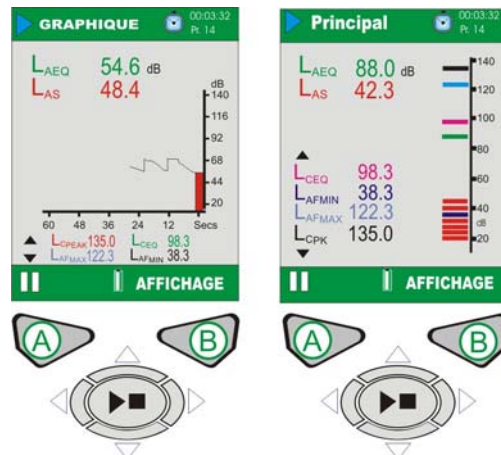 GRAPHIQUE 00:03:32
Pt. 14
LAEQ 54.6 dB
LAS 48.4
dB
140
116
92
68
44
20
60 48 36 24 12 Secs
LCPEAK 135.0 LCEQ 98.3
LAFMAX 122.3 LAFMIN 38.3
AFFICHAGE
A B
Principal 00:03:32
Pt. 14
LAEQ 88.0 dB
LAS 42.3
140
120
100
80
60
40
dB
20
LCEQ 98.3
LAFMIN 38.3
LAFMAX 122.3
LCPK 135.0
AFFICHAGE
A B